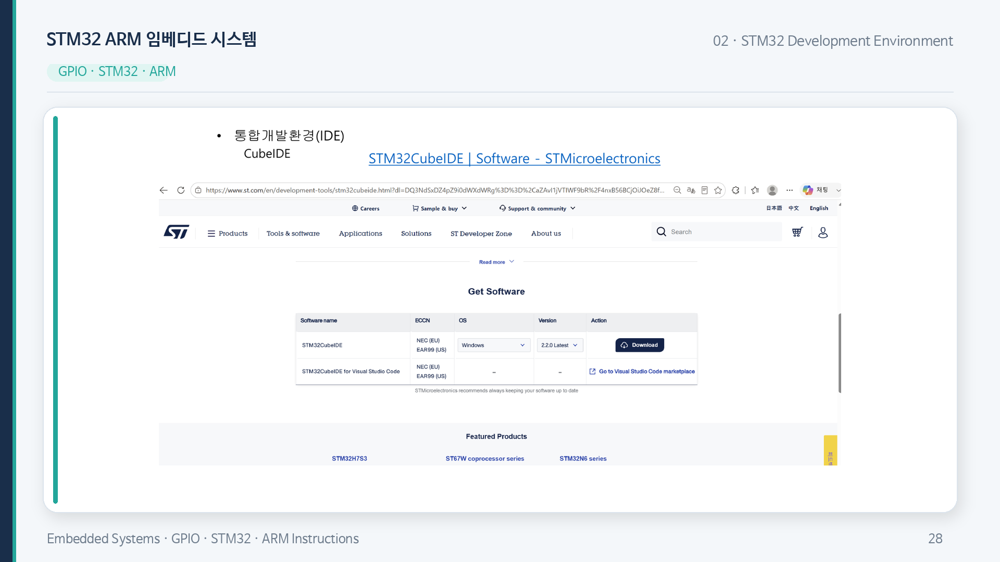 STM32 ARM 임베디드 시스템
02 · STM32 Development Environment
GPIO · STM32 · ARM
• 통합개발환경(IDE)
CubeIDE
STM32CubeIDE | Software - STMicroelectronics
https://www.st.com/en/development-tools/stm32cubeide.html?dl=DQ3NdSxDZ4pZ9i0dWXdWRg%3D%3D%2CaZAvI1jVTIWF9bR%2F4nxB56BCjOiJOeZ8f...
채팅
Careers
Sample & buy
Support & community
日本語 中文 English
ST
Products
Tools & software
Applications
Solutions
ST Developer Zone
About us
Search
Read more
Get Software
Software name ECCN OS Version Action
STM32CubeIDE NEC (EU) EAR99 (US) Windows 2.2.0 Latest Download
STM32CubeIDE for Visual Studio Code NEC (EU) EAR99 (US) - - Go to Visual Studio Code marketplace
STMicroelectronics recommends always keeping your software up to date
Featured Products
STM32H7S3 ST67W coprocessor series STM32N6 series
Embedded Systems · GPIO · STM32 · ARM Instructions
28